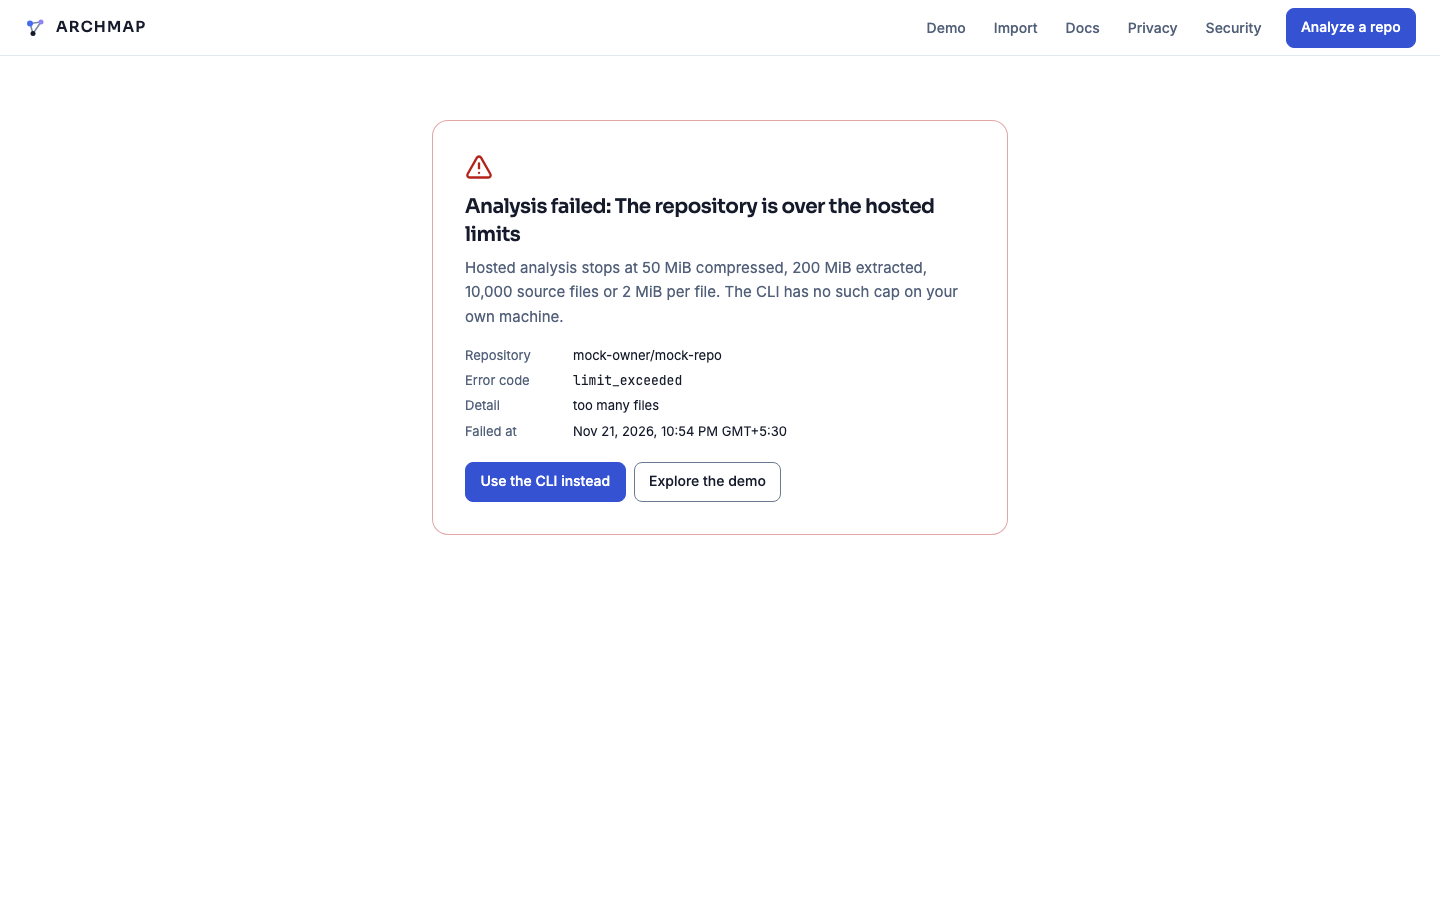 ARCHMAP
Demo Import Docs Privacy Security Analyze a repo
Analysis failed: The repository is over the hosted
limits
Hosted analysis stops at 50 MiB compressed, 200 MiB extracted,
10,000 source files or 2 MiB per file. The CLI has no such cap on your
own machine.
Repository mock-owner/mock-repo
Error code limit_exceeded
Detail too many files
Failed at Nov 21, 2026, 10:54 PM GMT+5:30
Use the CLI instead Explore the demo